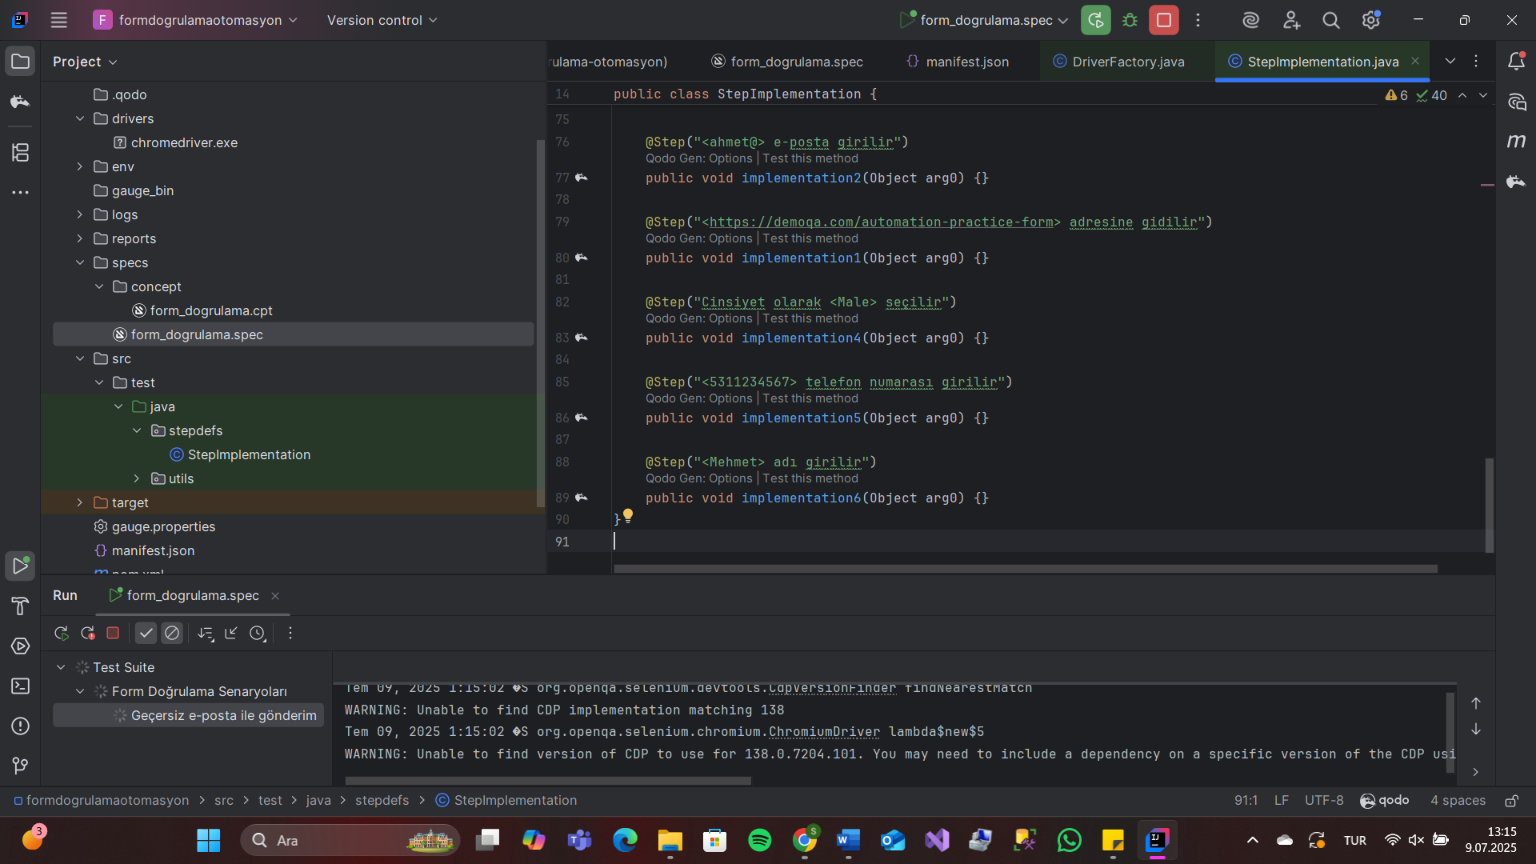 F formdogrulamaotomasyon Version control form_dogrulama.spec
Project
rulama-otomasyon) form_dogrulama.spec {} manifest.json DriverFactory.java StepImplementation.java
.qodo
drivers
chromedriver.exe
env
gauge_bin
logs
reports
specs
concept
form_dogrulama.cpt
form_dogrulama.spec
src
test
java
stepdefs
StepImplementation
utils
target
gauge.properties
{} manifest.json
14 public class StepImplementation { 6 40
75
76 @Step("<ahmet@> e-posta girilir")
Qodo Gen: Options | Test this method
77 public void implementation2(Object arg0) {}
78
79 @Step("<https://demoqa.com/automation-practice-form> adresine gidilir")
Qodo Gen: Options | Test this method
80 public void implementation1(Object arg0) {}
81
82 @Step("Cinsiyet olarak <Male> seçilir")
Qodo Gen: Options | Test this method
83 public void implementation4(Object arg0) {}
84
85 @Step("<5311234567> telefon numarası girilir")
Qodo Gen: Options | Test this method
86 public void implementation5(Object arg0) {}
87
88 @Step("<Mehmet> adı girilir")
Qodo Gen: Options | Test this method
89 public void implementation6(Object arg0) {}
90 }
91
Run form_dogrulama.spec
Test Suite
Form Doğrulama Senaryoları
Geçersiz e-posta ile gönderim
Tem 09, 2025 1:15:02 �S org.openqa.selenium.devtools.CdpVersionFinder findNearestMatch
WARNING: Unable to find CDP implementation matching 138
Tem 09, 2025 1:15:02 �S org.openqa.selenium.chromium.ChromiumDriver lambda$new$5
WARNING: Unable to find version of CDP to use for 138.0.7204.101. You may need to include a dependency on a specific version of the CDP usi
formdogrulamaotomasyon > src > test > java > stepdefs > StepImplementation 91:1 LF UTF-8 qodo 4 spaces
3 Ara TUR 13:15
9.07.2025